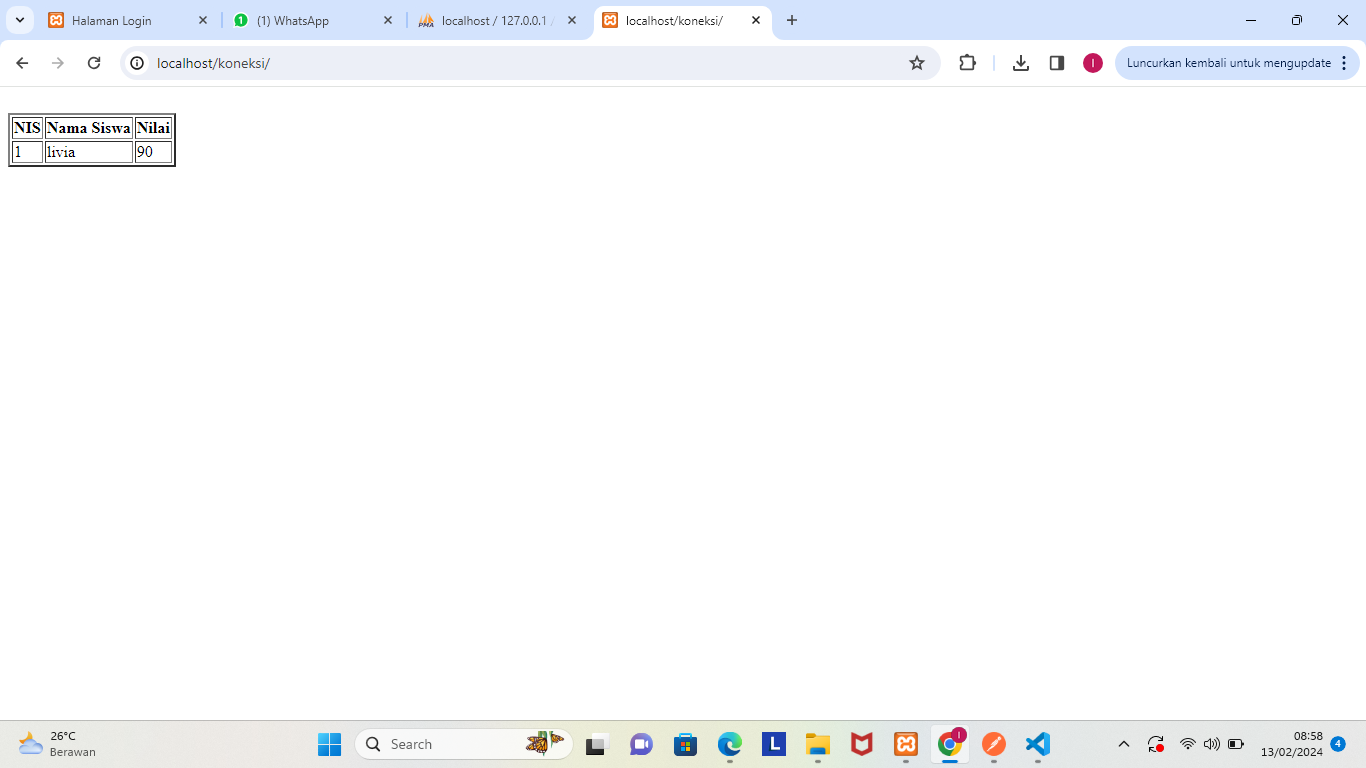 Halaman Login
(1) WhatsApp
localhost / 127.0.0.1 /
localhost/koneksi/
localhost/koneksi/
I
Luncurkan kembali untuk mengupdate
NIS Nama Siswa Nilai
1 livia 90
26°C
Berawan
Search
L
I
08:58
13/02/2024
4